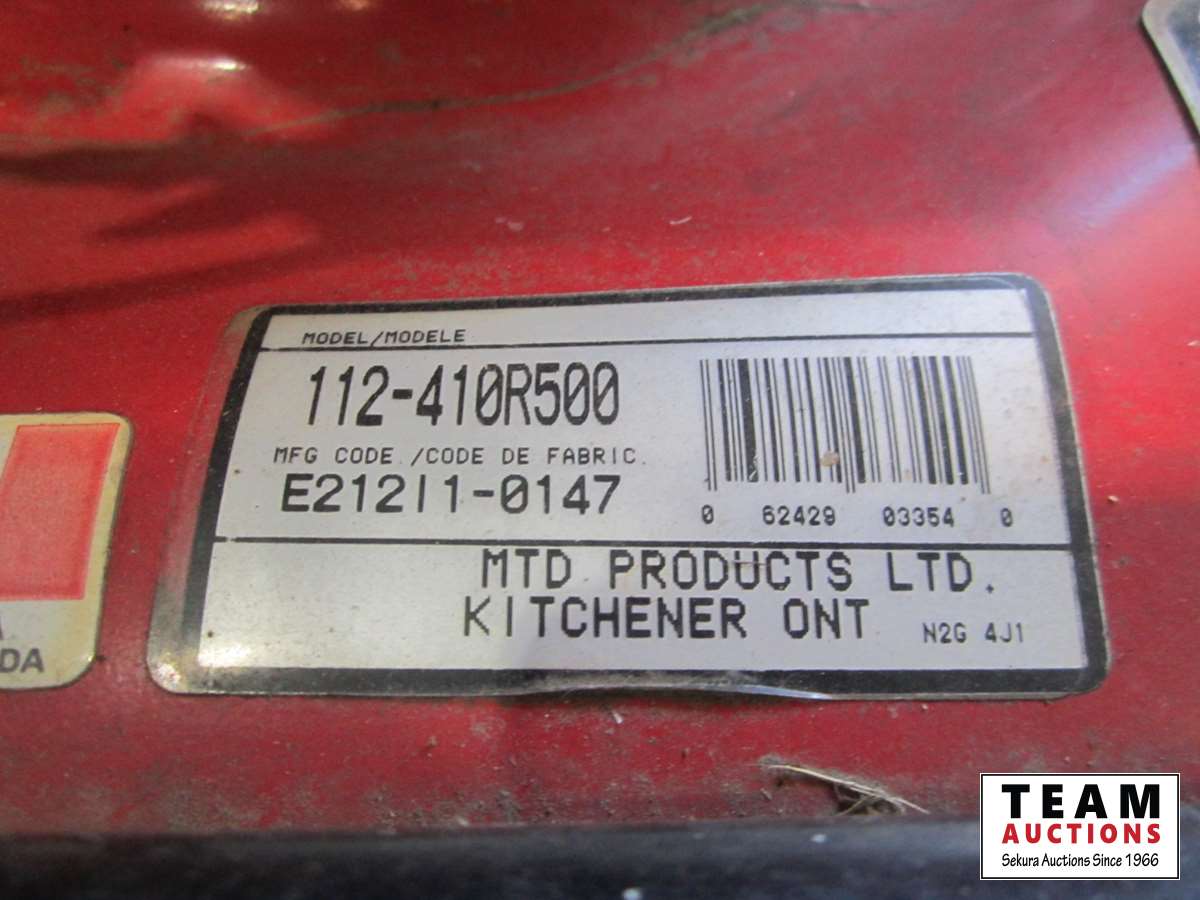 MODEL/MODELE
112-410R500
MFG CODE./CODE DE FABRIC.
E212I1-0147
0 62429 03354 0
MTD PRODUCTS LTD.
KITCHENER ONT N2G 4J1
DA
TEAM
AUCTIONS
Sekura Auctions Since 1966